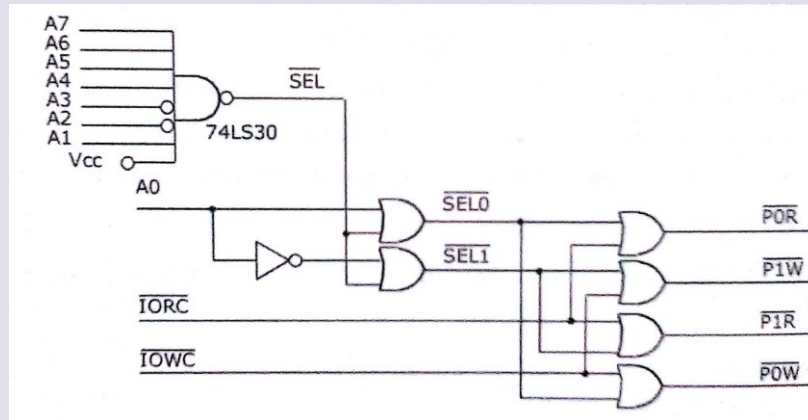 A7
A6
A5
A4
A3
A2
A1
Vcc
SEL
74LS30
A0
SEL0
SEL1
IORC
IOWC
P0R
P1W
P1R
P0W